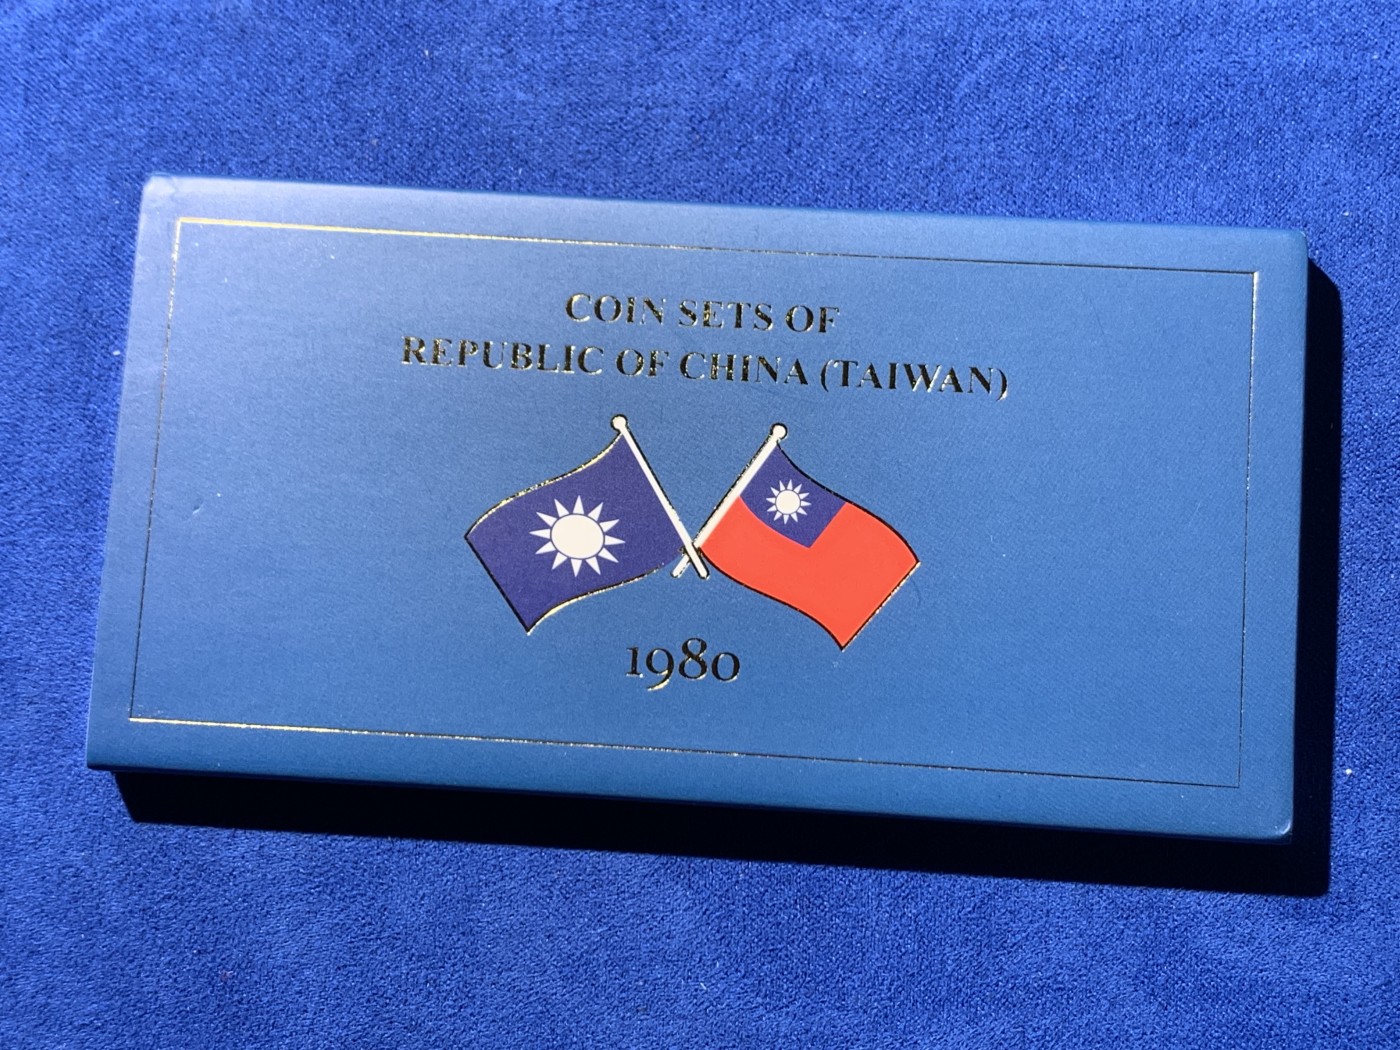 COIN SETS OF
REPUBLIC OF CHINA (TAIWAN)
1980